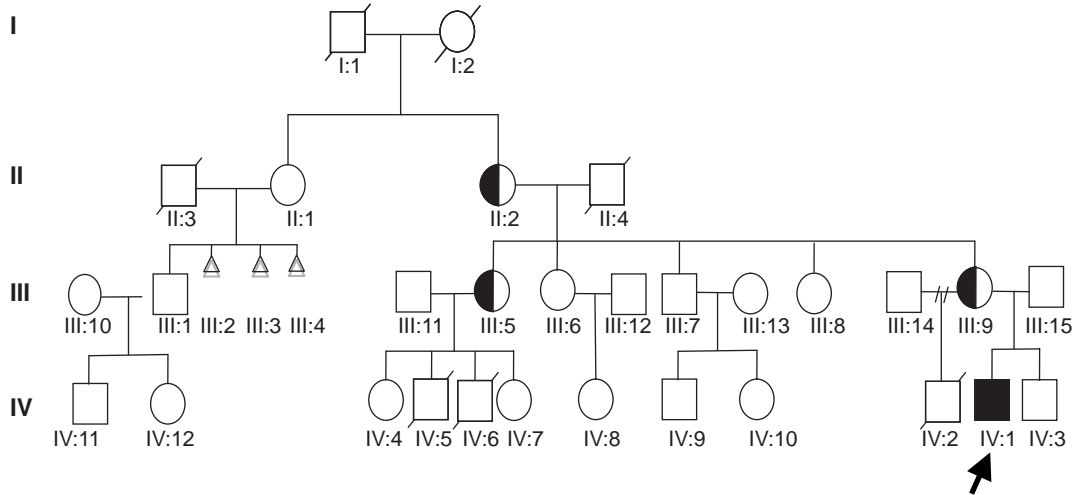 I
I:1 I:2
II
II:3 II:1 II:2 II:4
III
III:10 III:1 III:2 III:3 III:4 III:11 III:5 III:6 III:12 III:7 III:13 III:8 III:14 III:9 III:15
IV
IV:11 IV:12 IV:4 IV:5 IV:6 IV:7 IV:8 IV:9 IV:10 IV:2 IV:1 IV:3